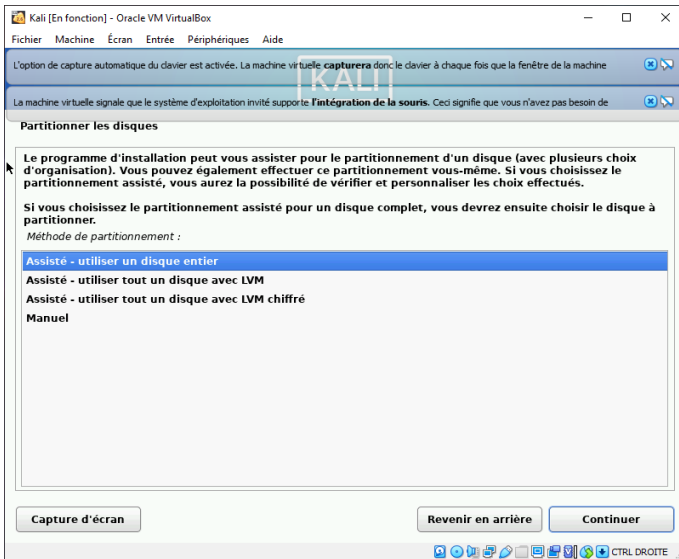 Kali [En fonction] - Oracle VM VirtualBox
Fichier Machine Écran Entrée Périphériques Aide
L'option de capture automatique du clavier est activée. La machine virtuelle capturera donc le clavier à chaque fois que la fenêtre de la machine
KALI
La machine virtuelle signale que le système d'exploitation invité supporte l'intégration de la souris. Ceci signifie que vous n'avez pas besoin de
Partitionner les disques
Le programme d'installation peut vous assister pour le partitionnement d'un disque (avec plusieurs choix
d'organisation). Vous pouvez également effectuer ce partitionnement vous-même. Si vous choisissez le
partitionnement assisté, vous aurez la possibilité de vérifier et personnaliser les choix effectués.
Si vous choisissez le partitionnement assisté pour un disque complet, vous devrez ensuite choisir le disque à
partitionner.
Méthode de partitionnement :
Assisté - utiliser un disque entier
Assisté - utiliser tout un disque avec LVM
Assisté - utiliser tout un disque avec LVM chiffré
Manuel
Capture d'écran
Revenir en arrière
Continuer
CTRL DROITE